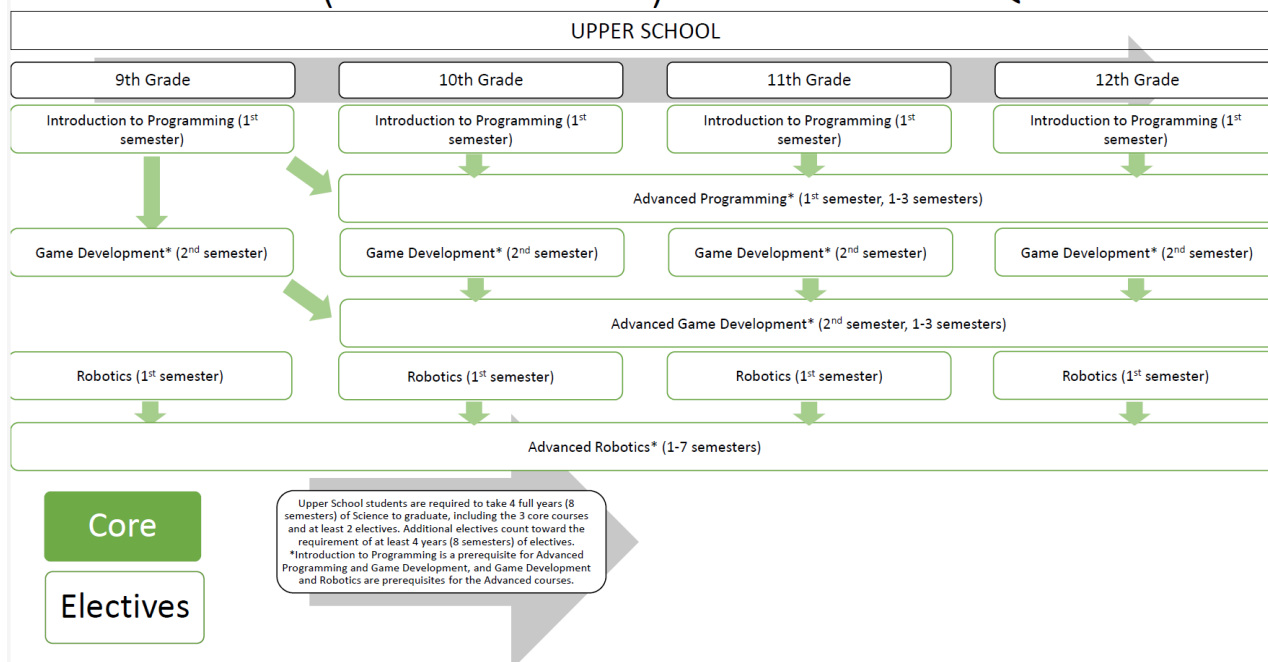 UPPER SCHOOL
9th Grade
10th Grade
11th Grade
12th Grade
Introduction to Programming (1st
semester)
Introduction to Programming (1st
semester)
Introduction to Programming (1st
semester)
Introduction to Programming (1st
semester)
Advanced Programming* (1st semester, 1-3 semesters)
Game Development* (2nd semester)
Game Development* (2nd semester)
Game Development* (2nd semester)
Game Development* (2nd semester)
Advanced Game Development* (2nd semester, 1-3 semesters)
Robotics (1st semester)
Robotics (1st semester)
Robotics (1st semester)
Robotics (1st semester)
Advanced Robotics* (1-7 semesters)
Core
Electives
Upper School students are required to take 4 full years (8
semesters) of Science to graduate, including the 3 core courses
and at least 2 electives. Additional electives count toward the
requirement of at least 4 years (8 semesters) of electives.
*Introduction to Programming is a prerequisite for Advanced
Programming and Game Development, and Game Development
and Robotics are prerequisites for the Advanced courses.